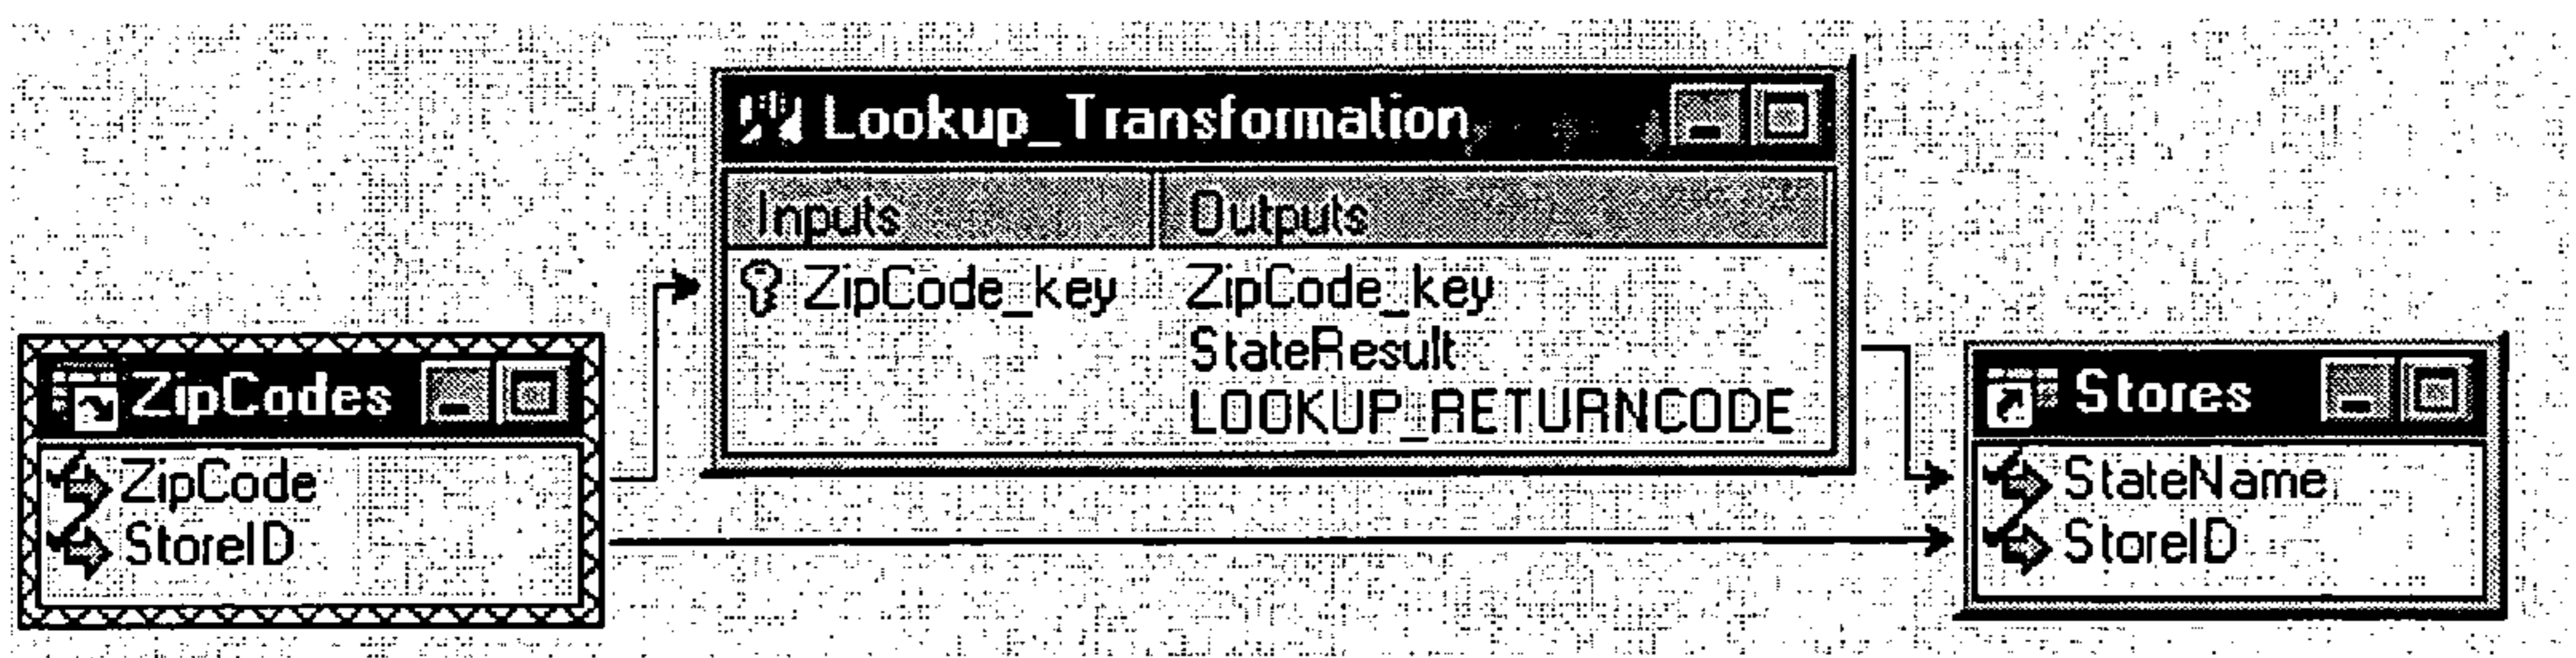 Lookup_Transformation
Inputs Outputs
ZipCode_key ZipCode_key
StateResult
LOOKUP_RETURNCODE
ZipCodes
ZipCode
StoreID
Stores
StateName
StoreID